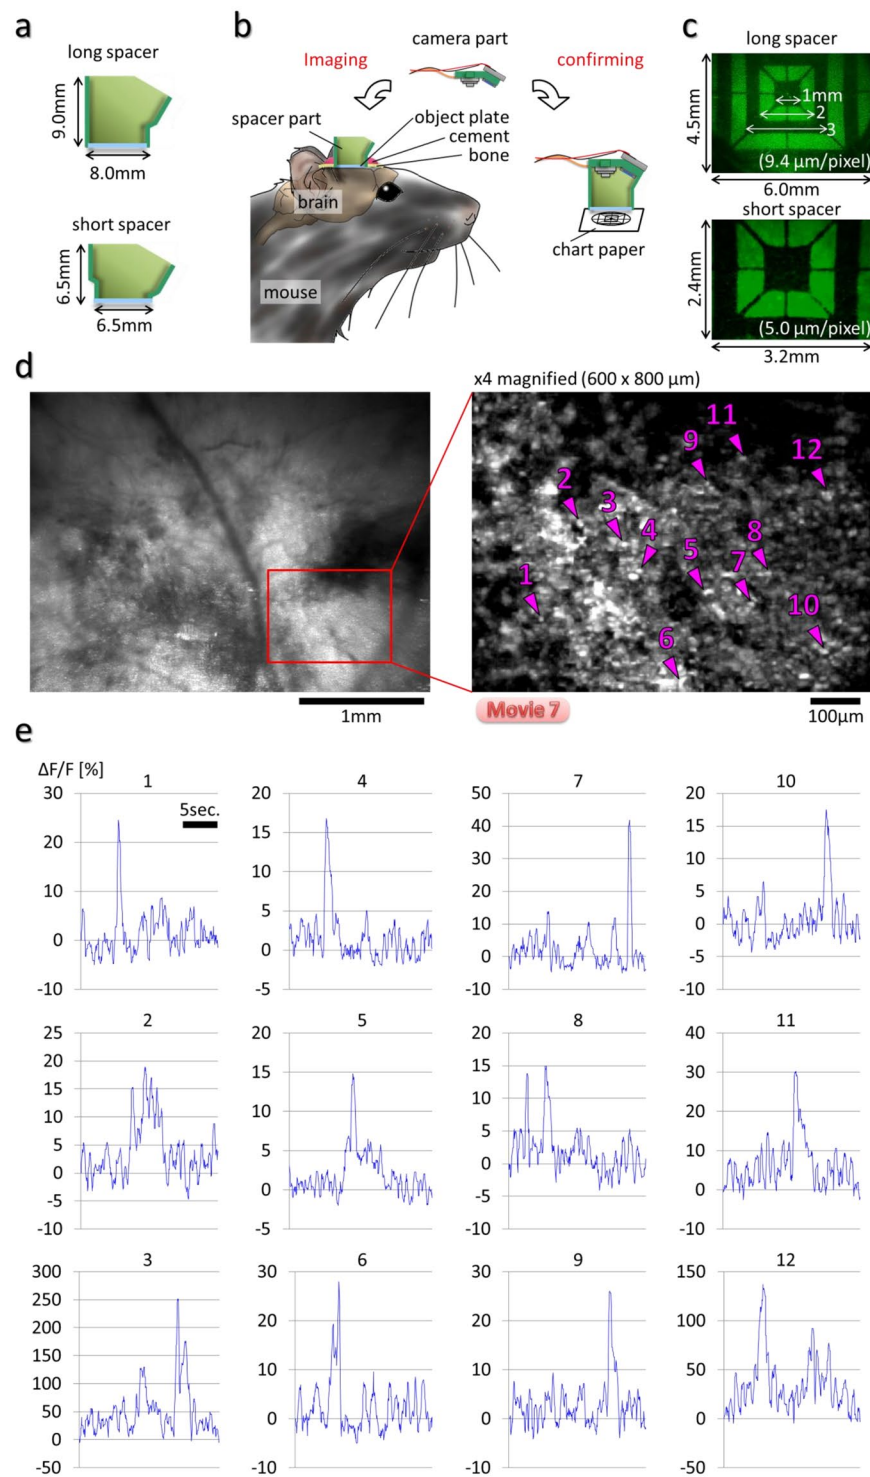 a
long spacer
9.0mm
8.0mm
short spacer
6.5mm
6.5mm
b
camera part
Imaging
confirming
spacer part
object plate
cement
bone
brain
mouse
chart paper
c
long spacer
4.5mm
1mm
2
3
(9.4 μm/pixel)
6.0mm
short spacer
2.4mm
(5.0 μm/pixel)
3.2mm
d
x4 magnified (600 x 800 μm)
1mm
11
9
12
2
3
4
5
8
7
1
10
6
Movie 7
100μm
e
ΔF/F [%]
1
30
5sec.
20
10
0
-10
4
20
15
10
5
0
-5
7
50
40
30
20
10
0
-10
10
20
15
10
5
0
-5
-10
2
25
20
15
10
5
0
-5
-10
5
20
15
10
5
0
-5
8
20
15
10
5
0
-5
-10
11
40
30
20
10
0
-10
3
300
250
200
150
100
50
0
-50
6
30
20
10
0
-10
9
30
20
10
0
-10
12
150
100
50
0
-50